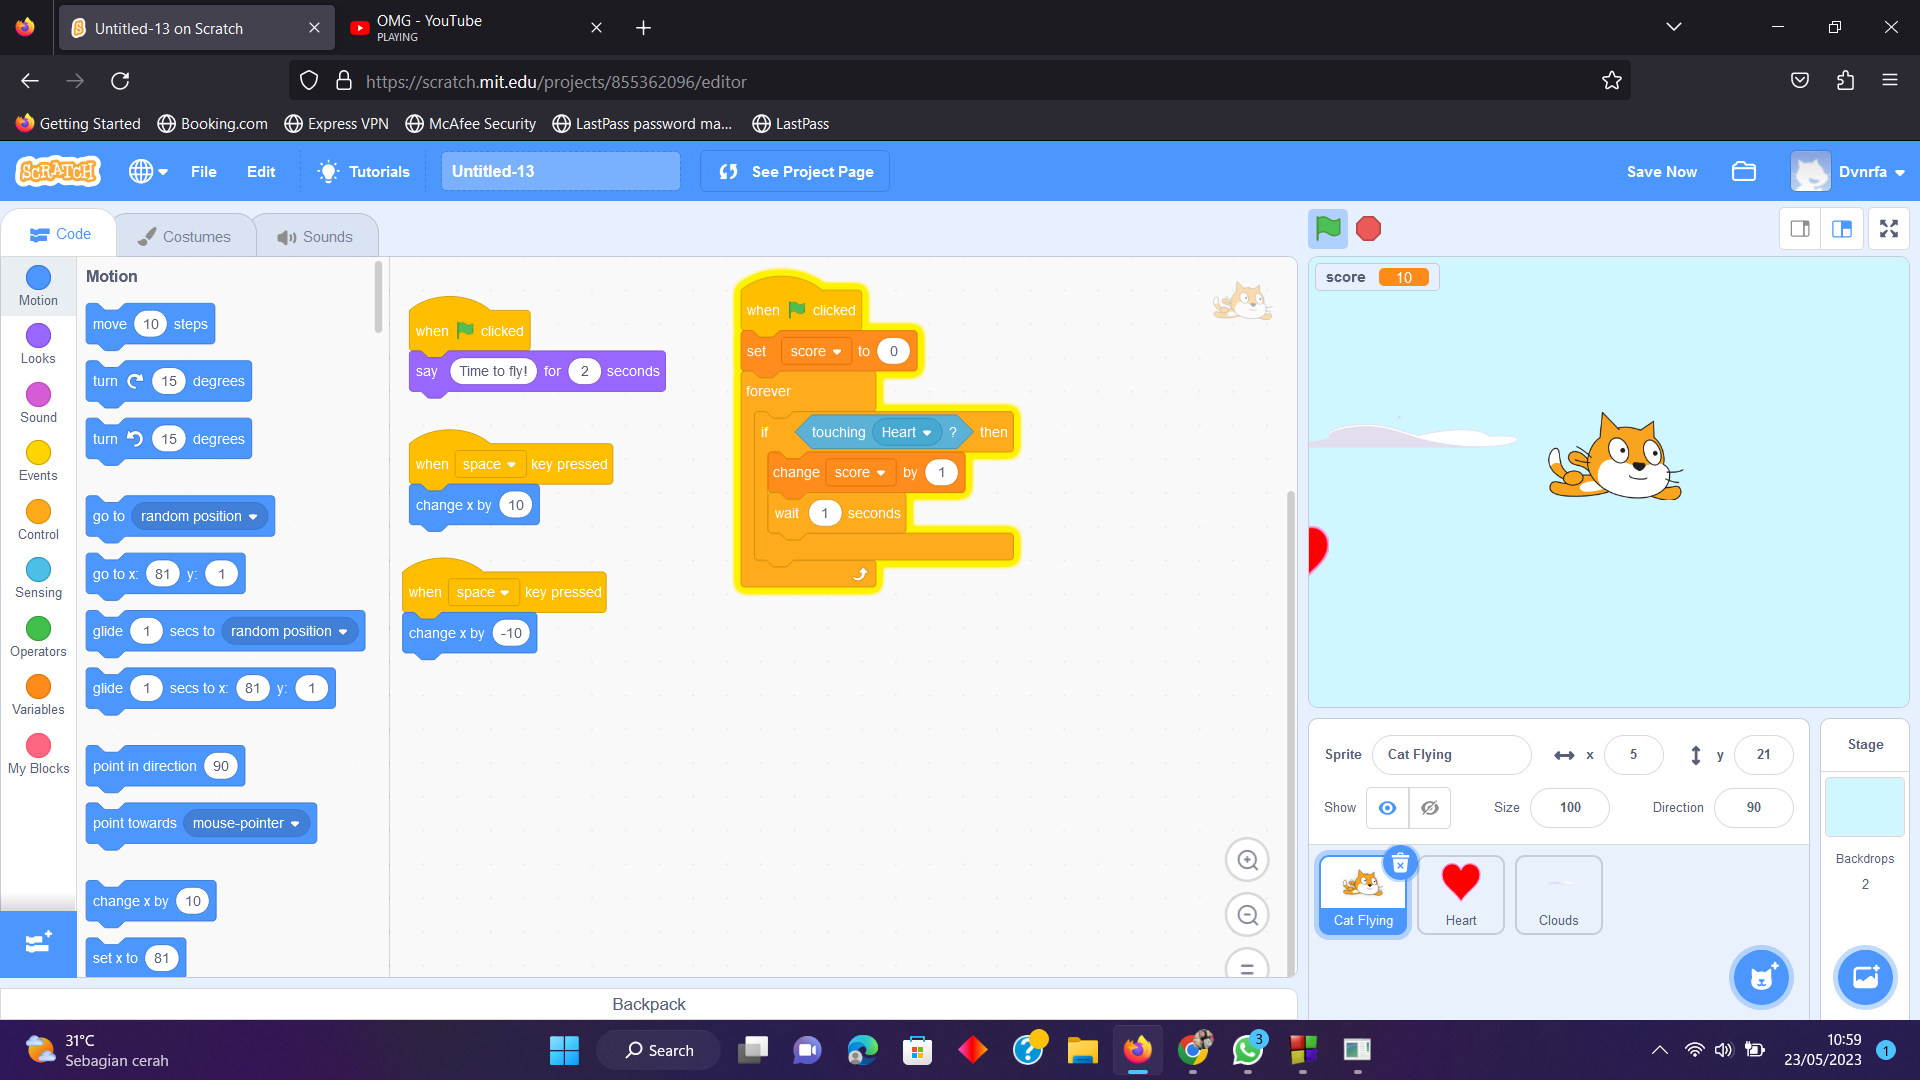 Untitled-13 on Scratch
OMG - YouTube
PLAYING
https://scratch.mit.edu/projects/855362096/editor
Getting Started
Booking.com
Express VPN
McAfee Security
LastPass password ma...
LastPass
SCRATCH
File
Edit
Tutorials
Untitled-13
See Project Page
Save Now
Dvnrfa
Code
Costumes
Sounds
Motion
Looks
Sound
Events
Control
Sensing
Operators
Variables
My Blocks
Motion
move 10 steps
turn 15 degrees
turn 15 degrees
go to random position
go to x: 81 y: 1
glide 1 secs to random position
glide 1 secs to x: 81 y: 1
point in direction 90
point towards mouse-pointer
change x by 10
set x to 81
when clicked
say Time to fly! for 2 seconds
when space key pressed
change x by 10
when space key pressed
change x by -10
when clicked
set score to 0
forever
if touching Heart ? then
change score by 1
wait 1 seconds
score 10
Sprite Cat Flying x 5 y 21
Show Size 100 Direction 90
Cat Flying
Heart
Clouds
Stage
Backdrops
2
Backpack
31°C
Sebagian cerah
Search
3
10:59
23/05/2023
1